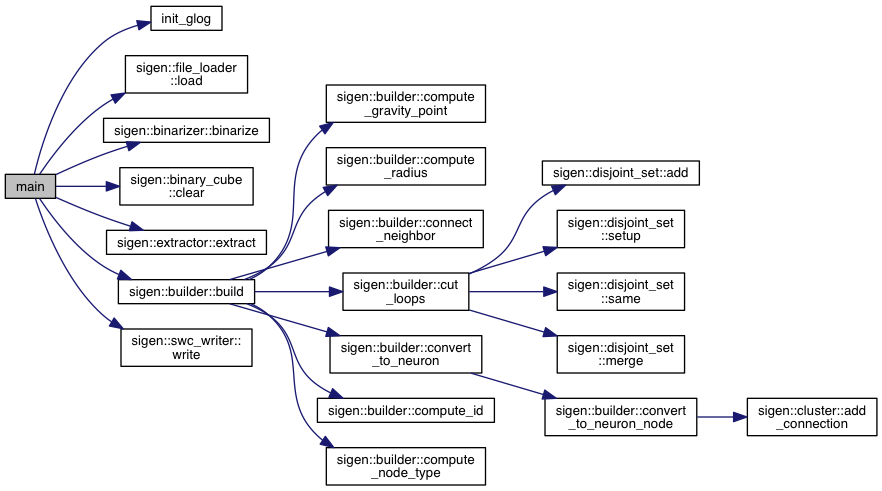 main
init_glog
sigen::file_loader
::load
sigen::binarizer::binarize
sigen::binary_cube
::clear
sigen::extractor::extract
sigen::builder::build
sigen::swc_writer::
write
sigen::builder::compute
_gravity_point
sigen::builder::compute
_radius
sigen::builder::connect
_neighbor
sigen::builder::cut
_loops
sigen::builder::convert
_to_neuron
sigen::builder::compute_id
sigen::builder::compute
_node_type
sigen::disjoint_set::add
sigen::disjoint_set
::setup
sigen::disjoint_set
::same
sigen::disjoint_set
::merge
sigen::builder::convert
_to_neuron_node
sigen::cluster::add
_connection